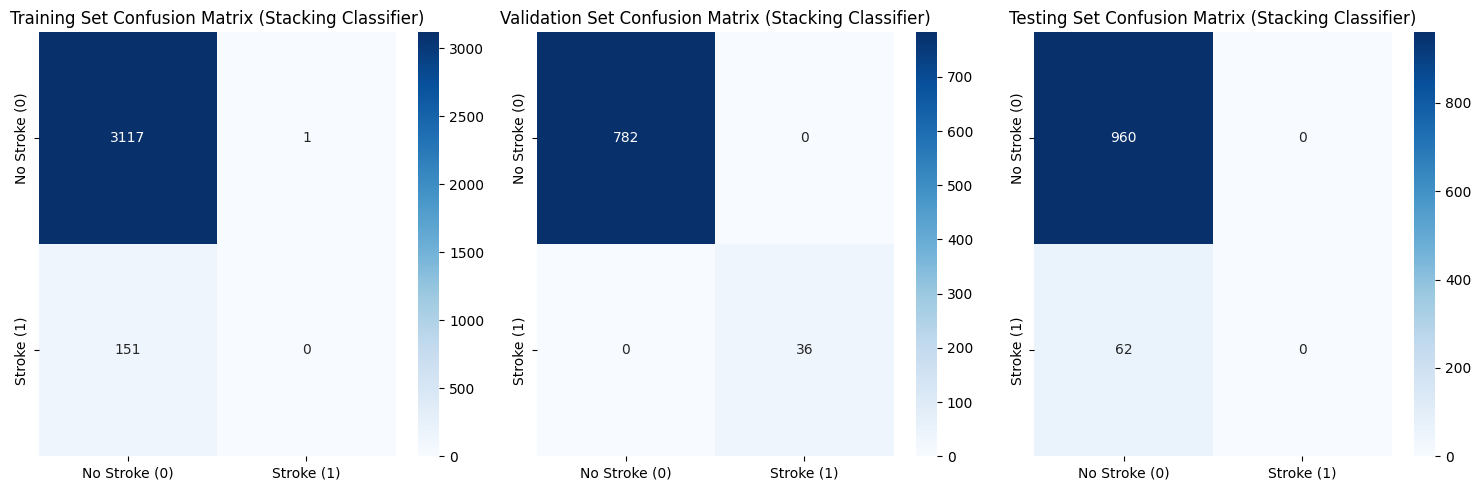 Training Set Confusion Matrix (Stacking Classifier)
No Stroke (0)
Stroke (1)
3117
1
151
0
No Stroke (0)
Stroke (1)
3000
2500
2000
1500
1000
500
0
Validation Set Confusion Matrix (Stacking Classifier)
No Stroke (0)
Stroke (1)
782
0
0
36
No Stroke (0)
Stroke (1)
700
600
500
400
300
200
100
0
Testing Set Confusion Matrix (Stacking Classifier)
No Stroke (0)
Stroke (1)
960
0
62
0
No Stroke (0)
Stroke (1)
800
600
400
200
0